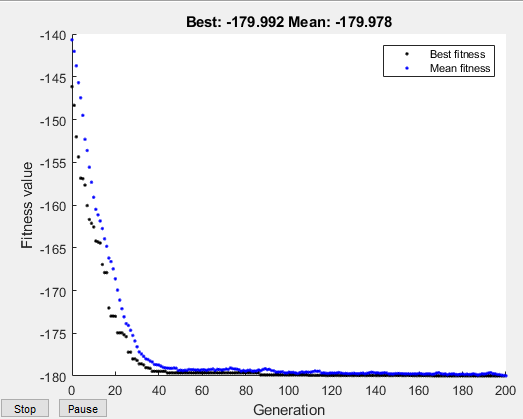 Best: -179.992 Mean: -179.978
-140
-145
-150
-155
-160
-165
-170
-175
-180
Fitness value
Best fitness
Mean fitness
0 20 40 60 80 100 120 140 160 180 200
Generation
Stop Pause